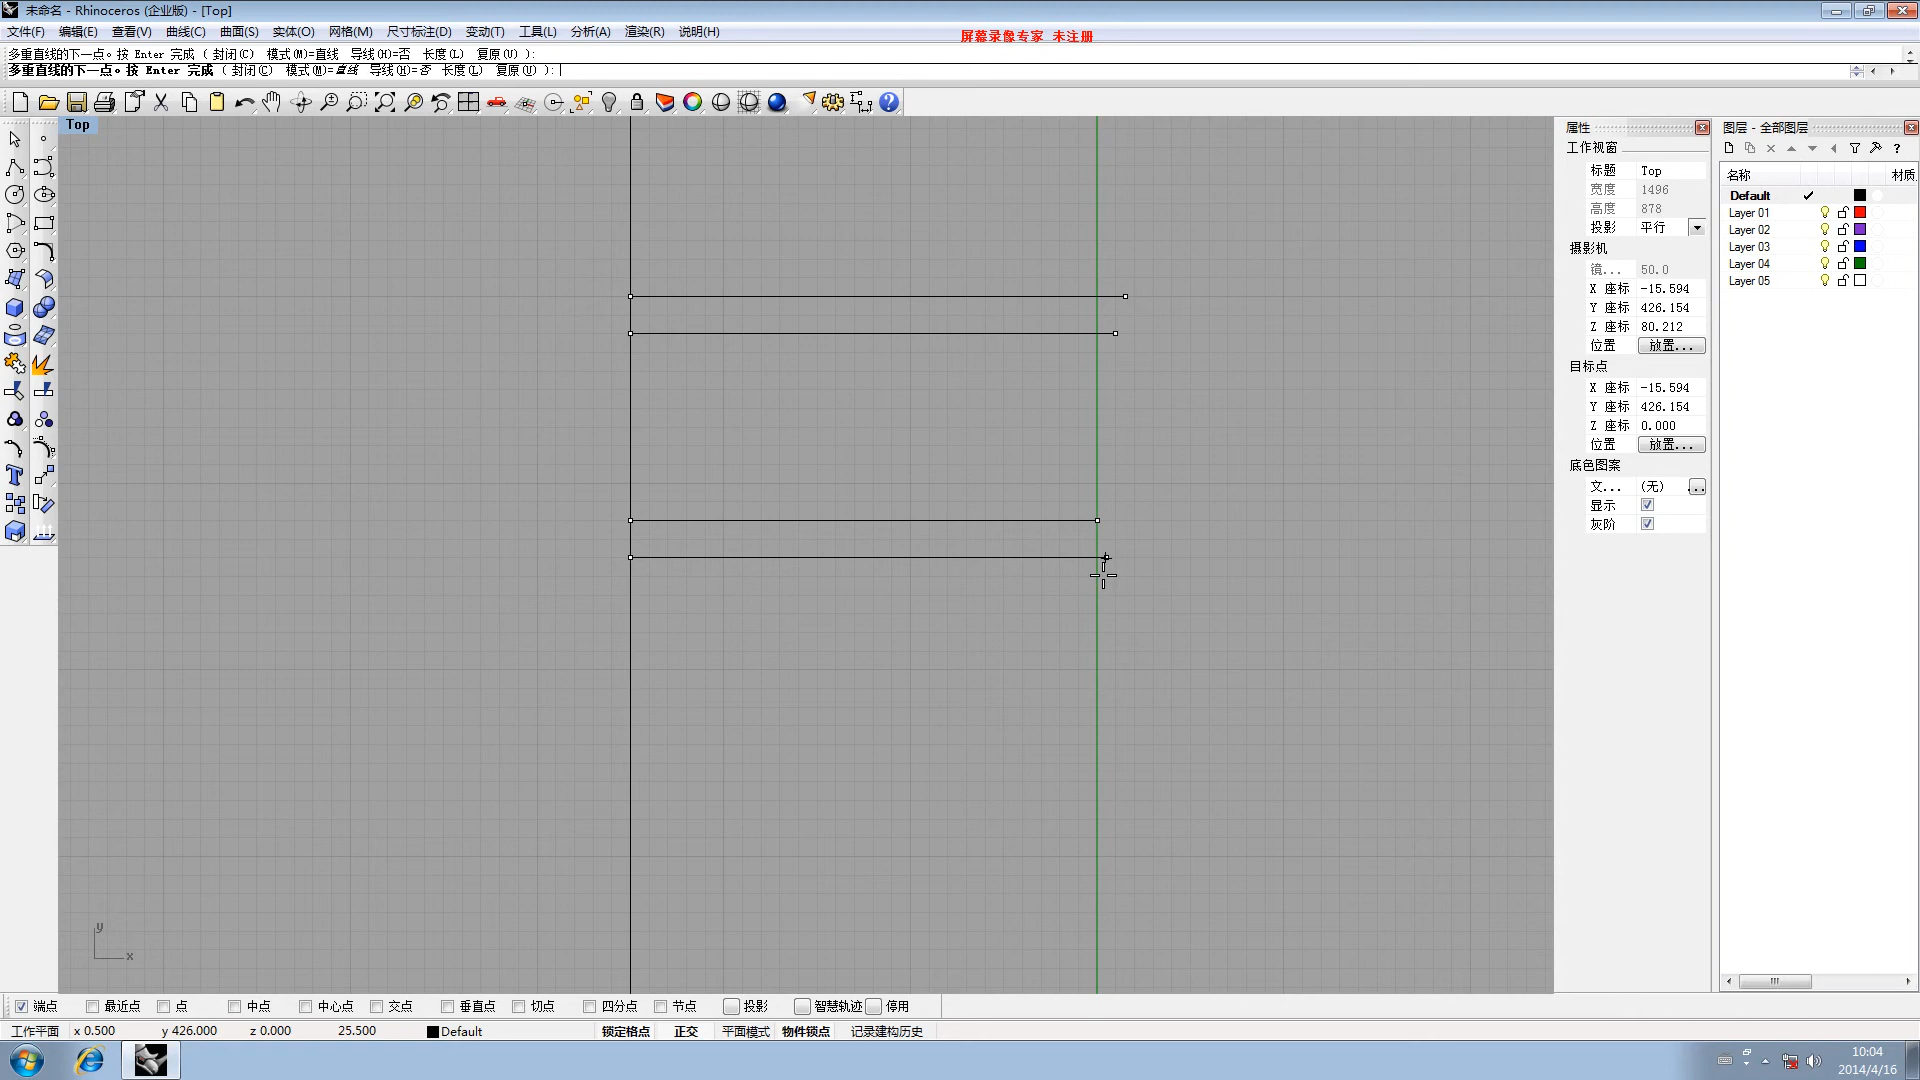 未命名 - Rhinoceros (企业版) - [Top]
文件(F) 编辑(E) 查看(V) 曲线(C) 曲面(S) 实体(O) 网格(M) 尺寸标注(D) 变动(T) 工具(L) 分析(A) 渲染(R) 说明(H)
屏幕录像专家 未注册
多重直线的下一点。按 Enter 完成 ( 封闭(C) 模式(M)=直线 导线(H)=否 长度(L) 复原(U) ):
多重直线的下一点。按 Enter 完成 ( 封闭(C) 模式(M)=直线 导线(H)=否 长度(L) 复原(U) ):
Top
属性
工作视窗
标题 Top
宽度 1496
高度 878
投影 平行
摄影机
镜... 50.0
X 座标 -15.594
Y 座标 426.154
Z 座标 80.212
位置 放置...
目标点
X 座标 -15.594
Y 座标 426.154
Z 座标 0.000
位置 放置...
底色图案
文... (无) ...
显示
灰阶
图层 - 全部图层
名称 材质
Default
Layer 01
Layer 02
Layer 03
Layer 04
Layer 05
y
x
端点 最近点 点 中点 中心点 交点 垂直点 切点 四分点 节点 投影 智慧轨迹 停用
工作平面 x 0.500 y 426.000 z 0.000 25.500 Default 锁定格点 正交 平面模式 物件锁点 记录建构历史
10:04
2014/4/16